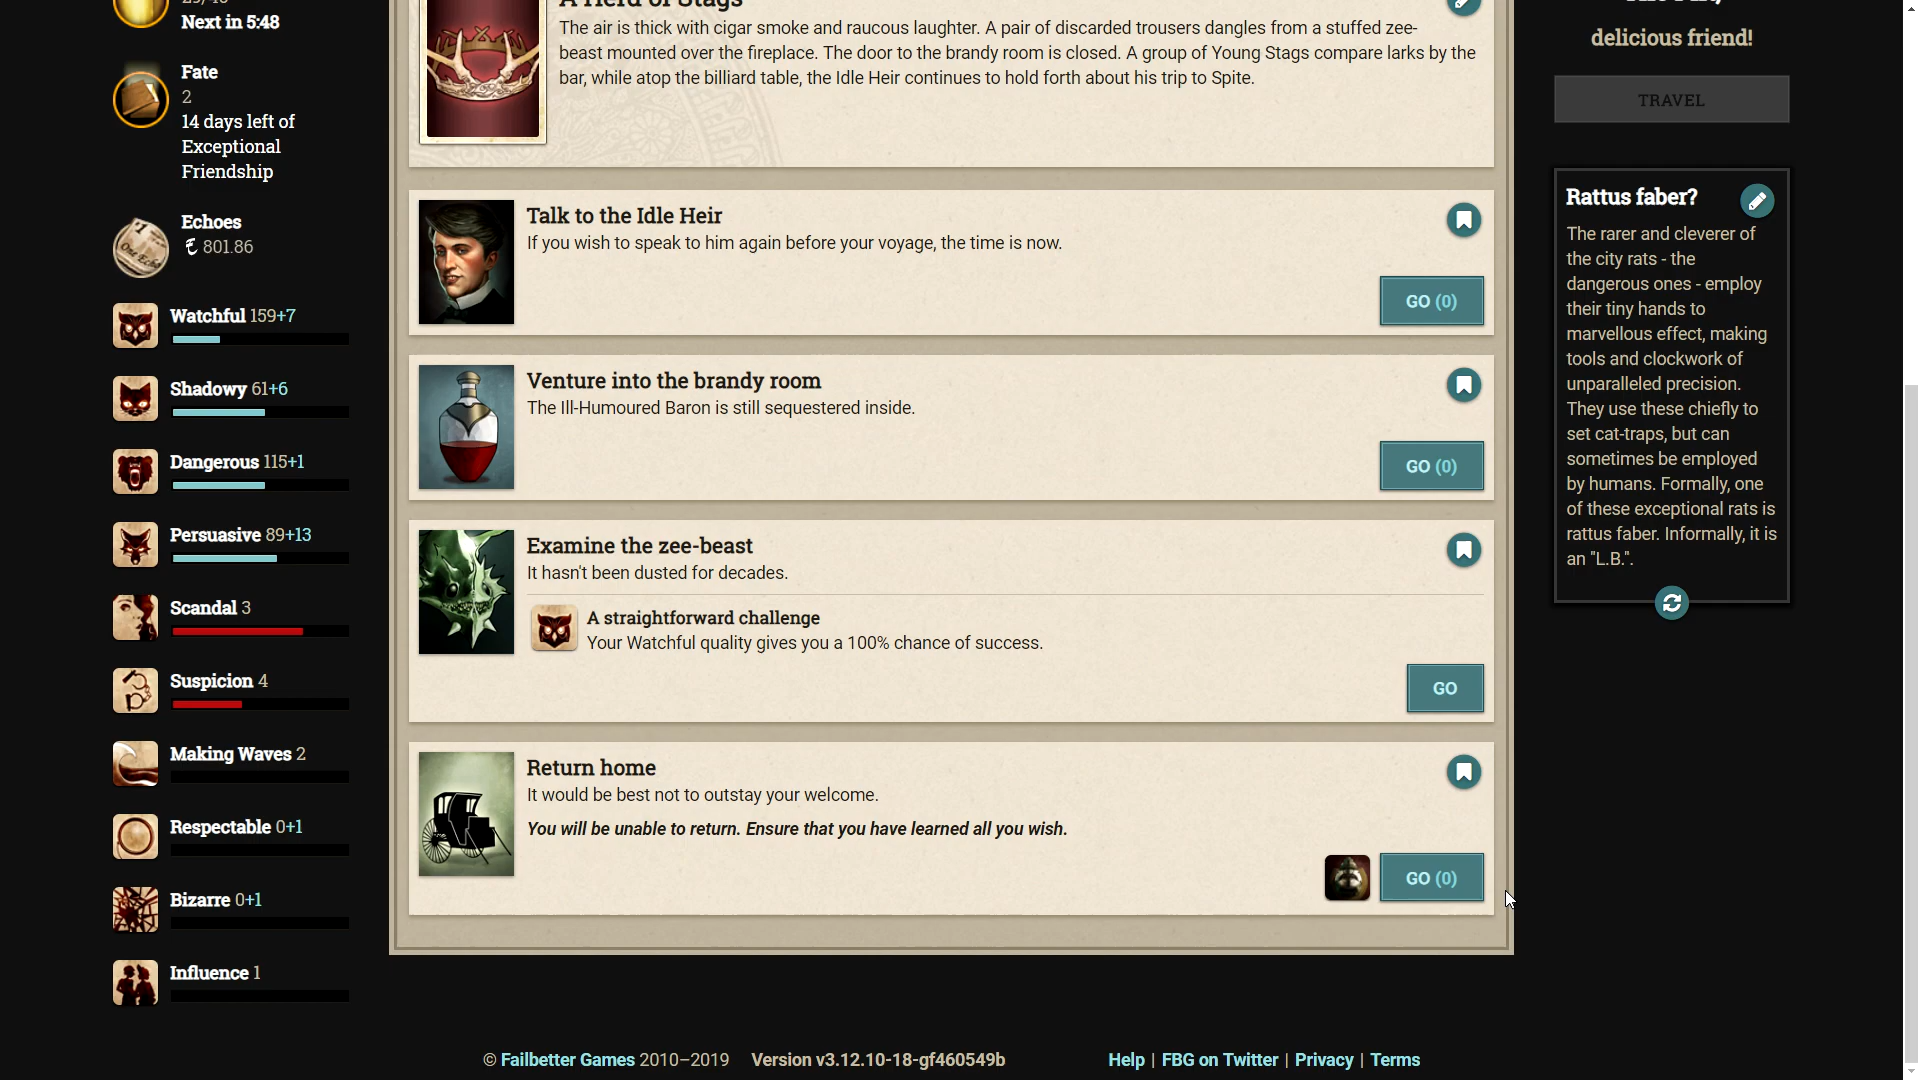 Next in 5:48
Fate
2
14 days left of
Exceptional
Friendship
Echoes
801.86
Watchful 159+7
Shadowy 61+6
Dangerous 115+1
Persuasive 89+13
Scandal 3
Suspicion 4
Making Waves 2
Respectable 0+1
Bizarre 0+1
Influence 1
A Herd of Stags
The air is thick with cigar smoke and raucous laughter. A pair of discarded trousers dangles from a stuffed zee-
beast mounted over the fireplace. The door to the brandy room is closed. A group of Young Stags compare larks by the
bar, while atop the billiard table, the Idle Heir continues to hold forth about his trip to Spite.
Talk to the Idle Heir
If you wish to speak to him again before your voyage, the time is now.
GO (0)
Venture into the brandy room
The Ill-Humoured Baron is still sequestered inside.
GO (0)
Examine the zee-beast
It hasn't been dusted for decades.
A straightforward challenge
Your Watchful quality gives you a 100% chance of success.
GO
Return home
It would be best not to outstay your welcome.
You will be unable to return. Ensure that you have learned all you wish.
GO (0)
delicious friend!
TRAVEL
Rattus faber?
The rarer and cleverer of
the city rats - the
dangerous ones - employ
their tiny hands to
marvellous effect, making
tools and clockwork of
unparalleled precision.
They use these chiefly to
set cat-traps, but can
sometimes be employed
by humans. Formally, one
of these exceptional rats is
rattus faber. Informally, it is
an "L.B.".
© Failbetter Games 2010–2019 Version v3.12.10-18-gf460549b
Help | FBG on Twitter | Privacy | Terms